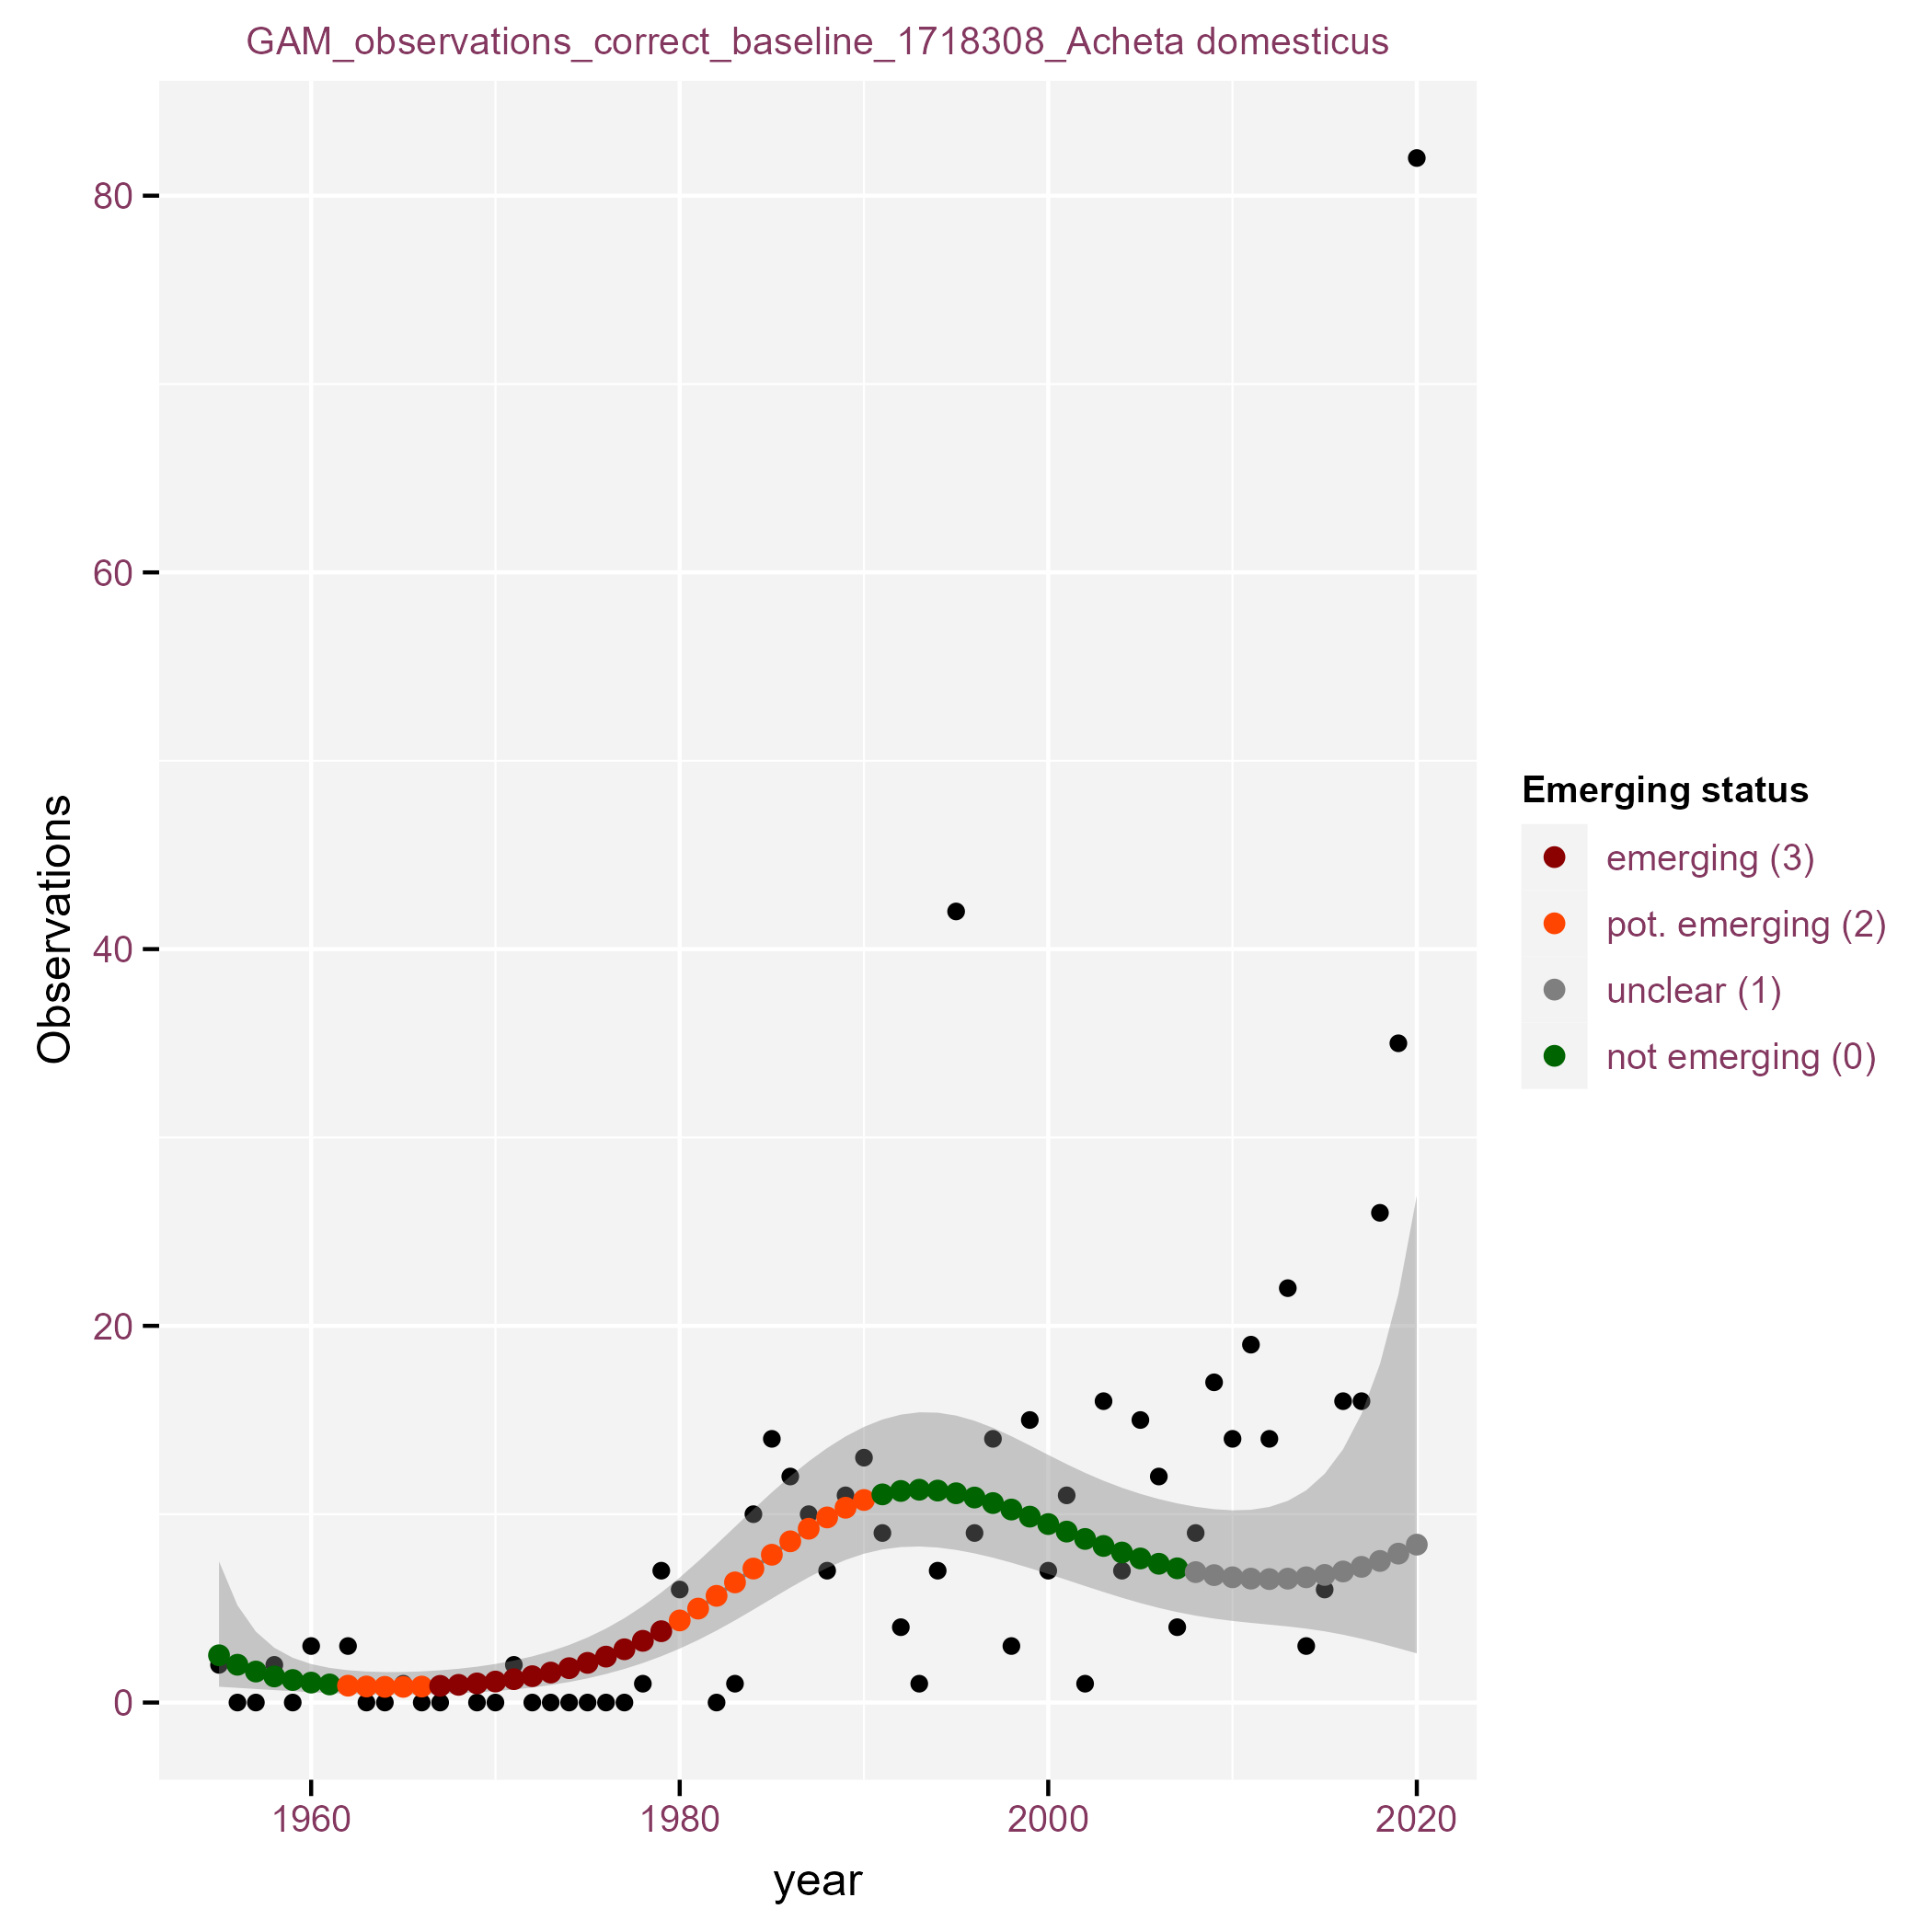 GAM_observations_correct_baseline_1718308_Acheta domesticus
80
60
40
20
0
Observations
1960 1980 2000 2020
year
Emerging status
emerging (3)
pot. emerging (2)
unclear (1)
not emerging (0)